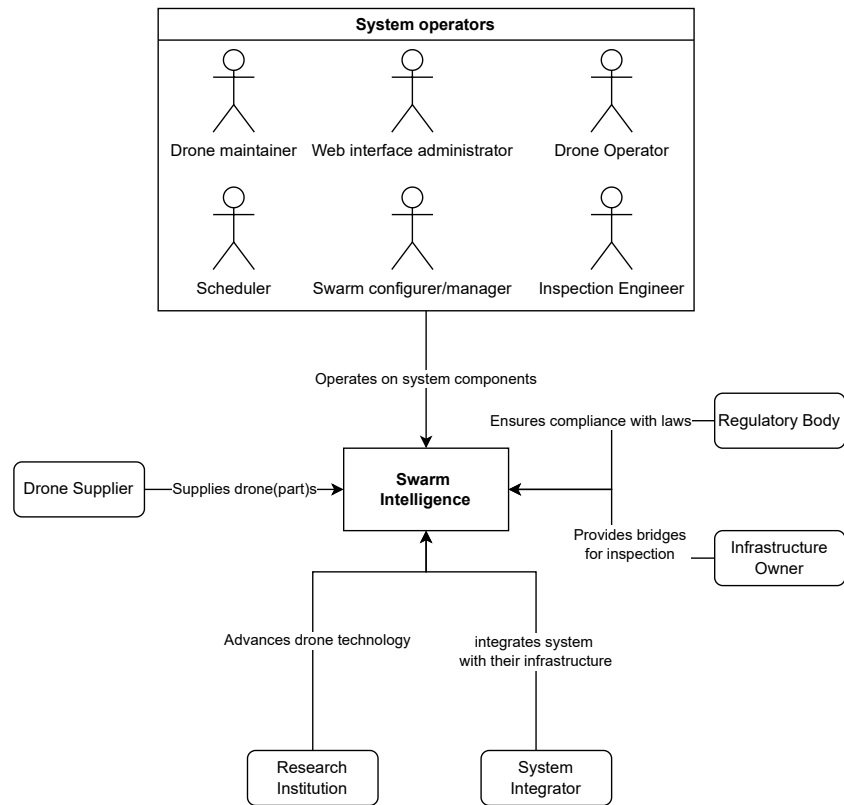 System operators
Drone maintainer
Web interface administrator
Drone Operator
Scheduler
Swarm configurer/manager
Inspection Engineer
Operates on system components
Ensures compliance with laws
Regulatory Body
Drone Supplier
Supplies drone(part)s
Swarm
Intelligence
Provides bridges
for inspection
Infrastructure
Owner
Advances drone technology
integrates system
with their infrastructure
Research
Institution
System
Integrator